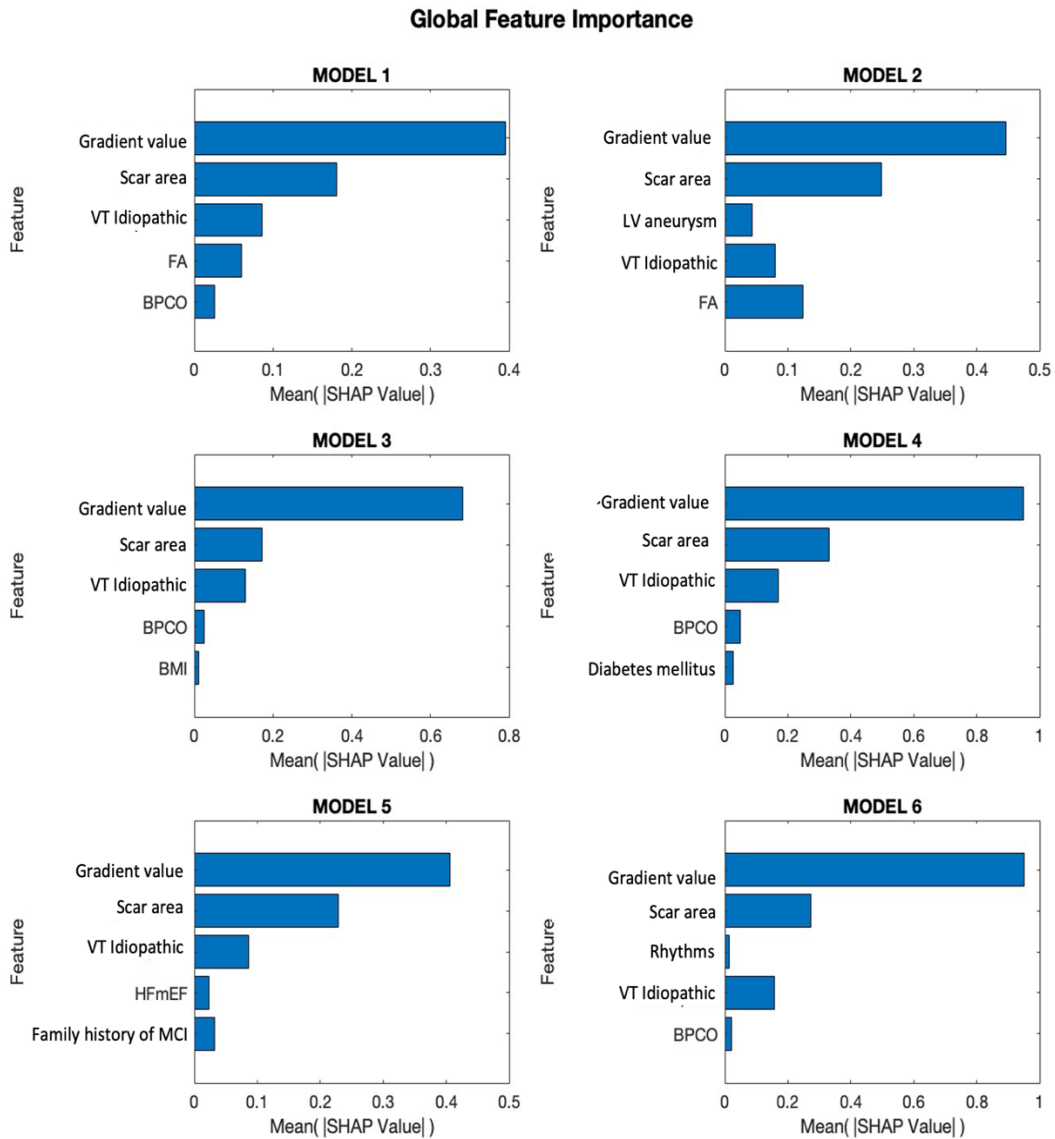 Global Feature Importance
MODEL 1
Feature
Gradient value
Scar area
VT Idiopathic
FA
BPCO
0 0.1 0.2 0.3 0.4
Mean( |SHAP Value| )
MODEL 2
Feature
Gradient value
Scar area
LV aneurysm
VT Idiopathic
FA
0 0.1 0.2 0.3 0.4 0.5
Mean( |SHAP Value| )
MODEL 3
Feature
Gradient value
Scar area
VT Idiopathic
BPCO
BMI
0 0.2 0.4 0.6 0.8
Mean( |SHAP Value| )
MODEL 4
Feature
Gradient value
Scar area
VT Idiopathic
BPCO
Diabetes mellitus
0 0.2 0.4 0.6 0.8 1
Mean( |SHAP Value| )
MODEL 5
Feature
Gradient value
Scar area
VT Idiopathic
HFmEF
Family history of MCI
0 0.1 0.2 0.3 0.4 0.5
Mean( |SHAP Value| )
MODEL 6
Feature
Gradient value
Scar area
Rhythms
VT Idiopathic
BPCO
0 0.2 0.4 0.6 0.8 1
Mean( |SHAP Value| )